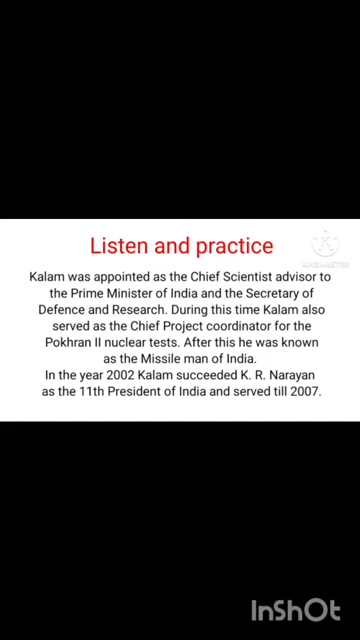 Listen and practice
KINEMASTER
Kalam was appointed as the Chief Scientist advisor to
the Prime Minister of India and the Secretary of
Defence and Research. During this time Kalam also
served as the Chief Project coordinator for the
Pokhran II nuclear tests. After this he was known
as the Missile man of India.
In the year 2002 Kalam succeeded K. R. Narayan
as the 11th President of India and served till 2007.
InShOt